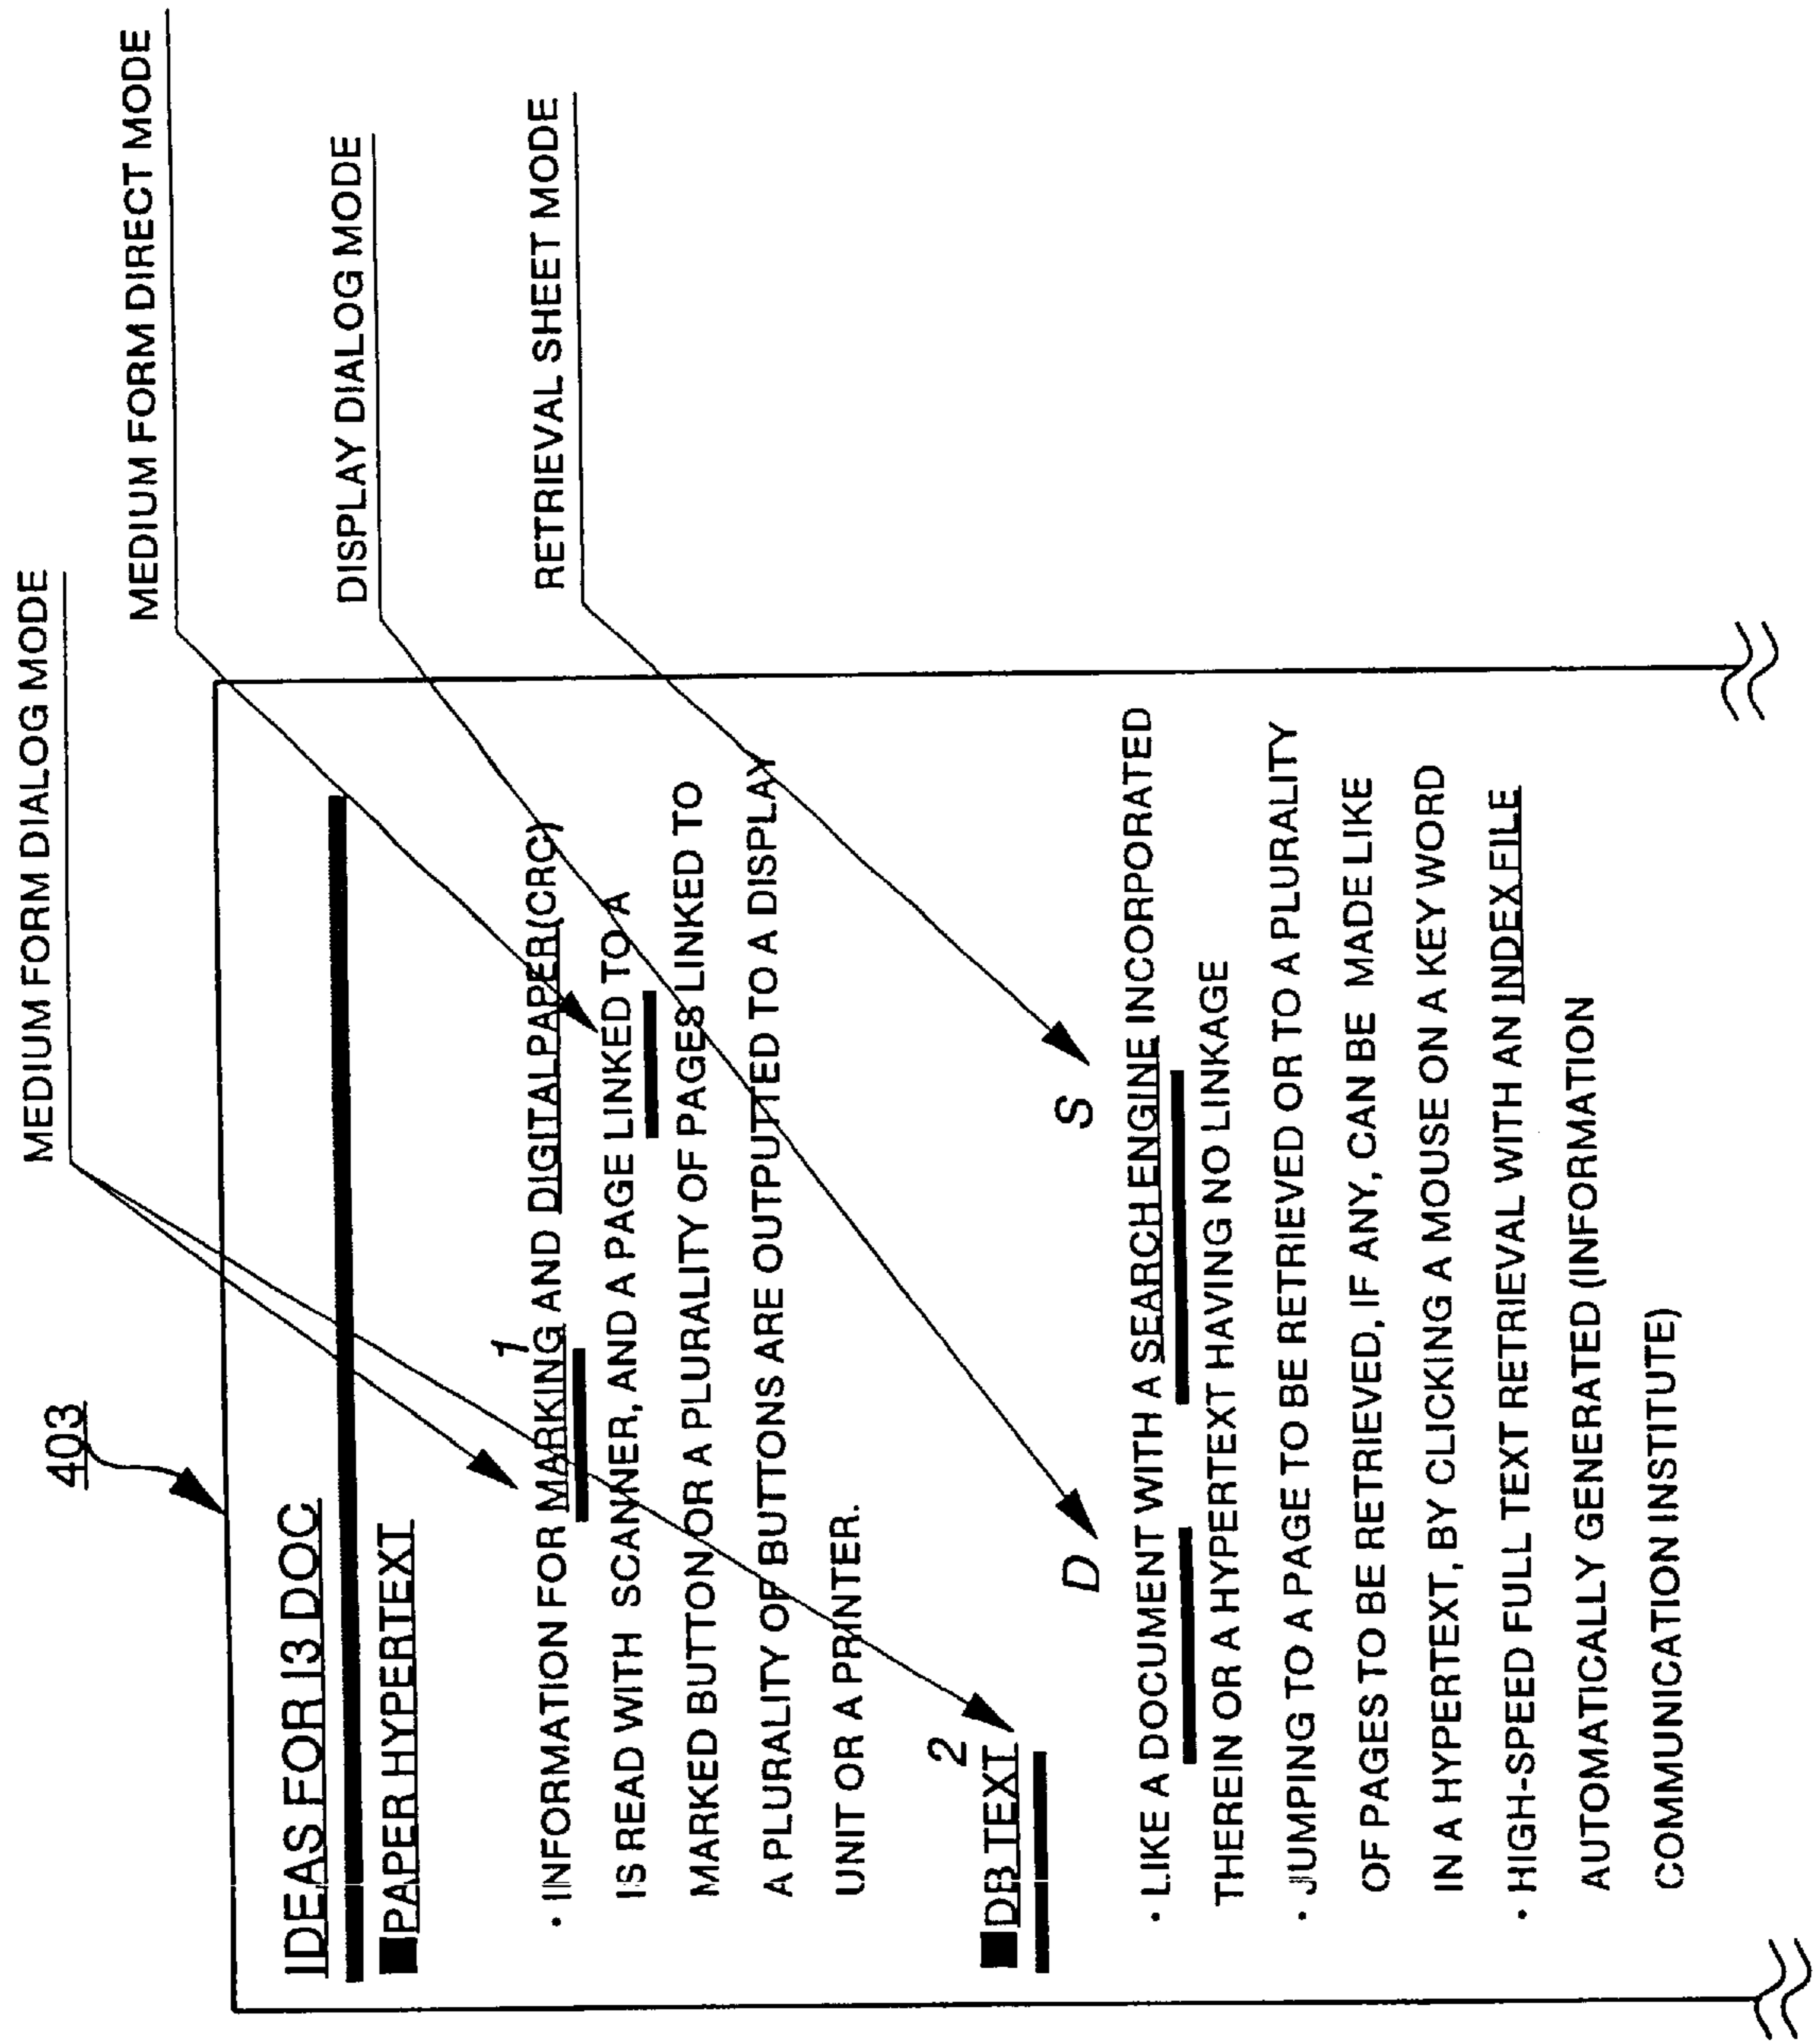 MEDIUM FORM DIALOG MODE
MEDIUM FORM DIRECT MODE
DISPLAY DIALOG MODE
RETRIEVAL SHEET MODE
403
IDEAS FOR I3 DOC
■PAPER HYPERTEXT
1
• INFORMATION FOR MARKING AND DIGITALPAPER(CRC)
IS READ WITH SCANNER, AND A PAGE LINKED TO A
MARKED BUTTON OR A PLURALITY OF PAGES LINKED TO
A PLURALITY OF BUTTONS ARE OUTPUTTED TO A DISPLAY
UNIT OR A PRINTER.
2
■DB TEXT
D S
• LIKE A DOCUMENT WITH A SEARCH ENGINE INCORPORATED
THEREIN OR A HYPERTEXT HAVING NO LINKAGE
• JUMPING TO A PAGE TO BE RETRIEVED OR TO A PLURALITY
OF PAGES TO BE RETRIEVED, IF ANY, CAN BE MADE LIKE
IN A HYPERTEXT, BY CLICKING A MOUSE ON A KEY WORD
• HIGH-SPEED FULL TEXT RETRIEVAL WITH AN INDEX FILE
AUTOMATICALLY GENERATED (INFORMATION
COMMUNICATION INSTITUTE)